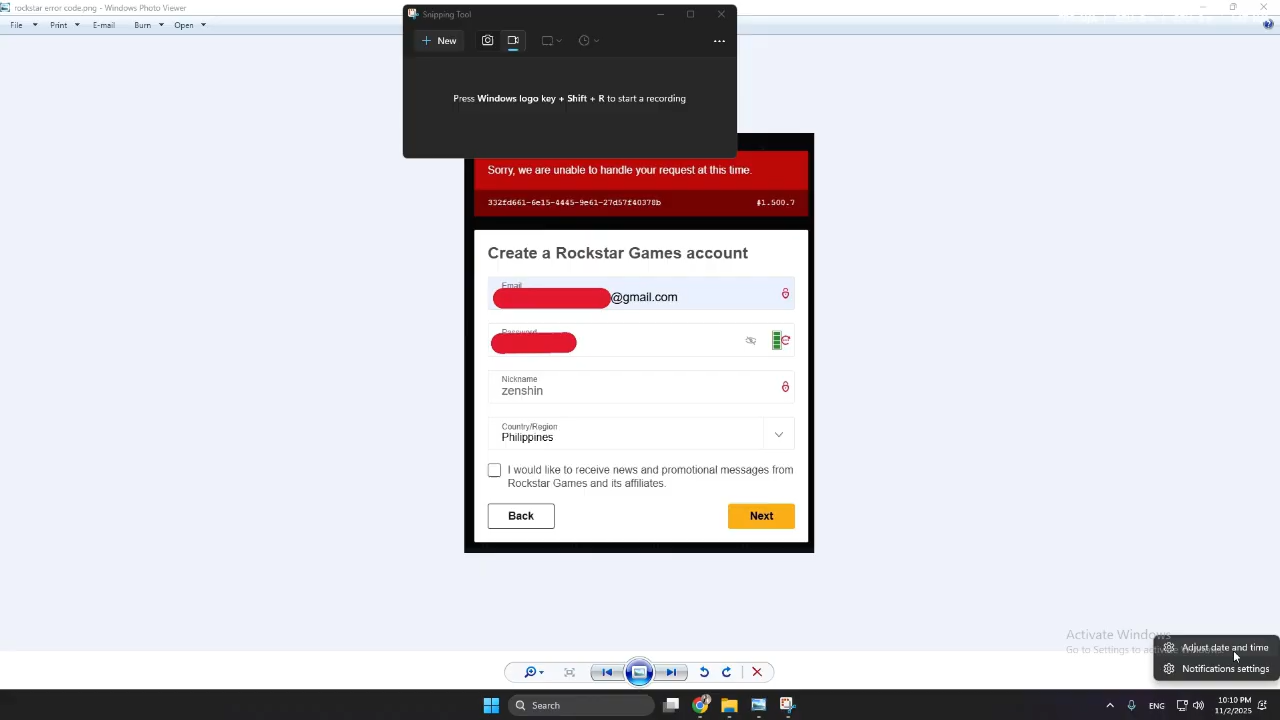 rockstar error code.png - Windows Photo Viewer
File Print E-mail Burn Open
Snipping Tool
New
Press Windows logo key + Shift + R to start a recording
Sorry, we are unable to handle your request at this time.
332fd661-6e15-4445-9e61-27d57f40378b #1.500.7
Create a Rockstar Games account
Email
@gmail.com
Password
Nickname
zenshin
Country/Region
Philippines
I would like to receive news and promotional messages from
Rockstar Games and its affiliates.
Back Next
Activate Windows
Go to Settings to
Adjust date and time
Notifications settings
Search
ENG
10:10 PM
11/2/2025